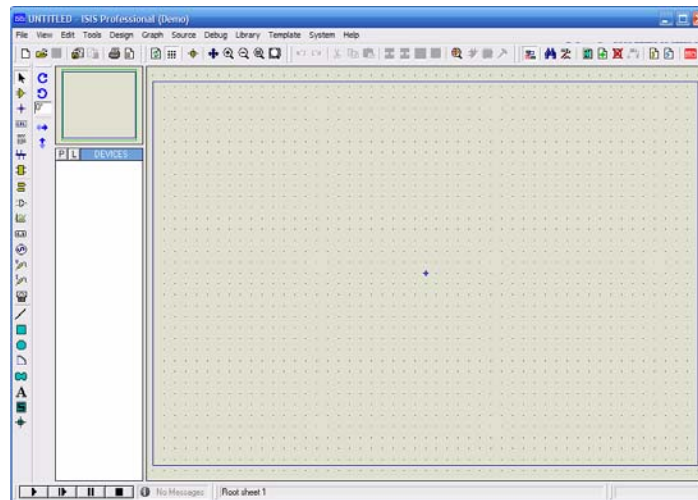 UNTITLED - ISIS Professional (Demo)
File View Edit Tools Design Graph Source Debug Library Template System Help
P L DEVICES
A
No Messages
Root sheet 1